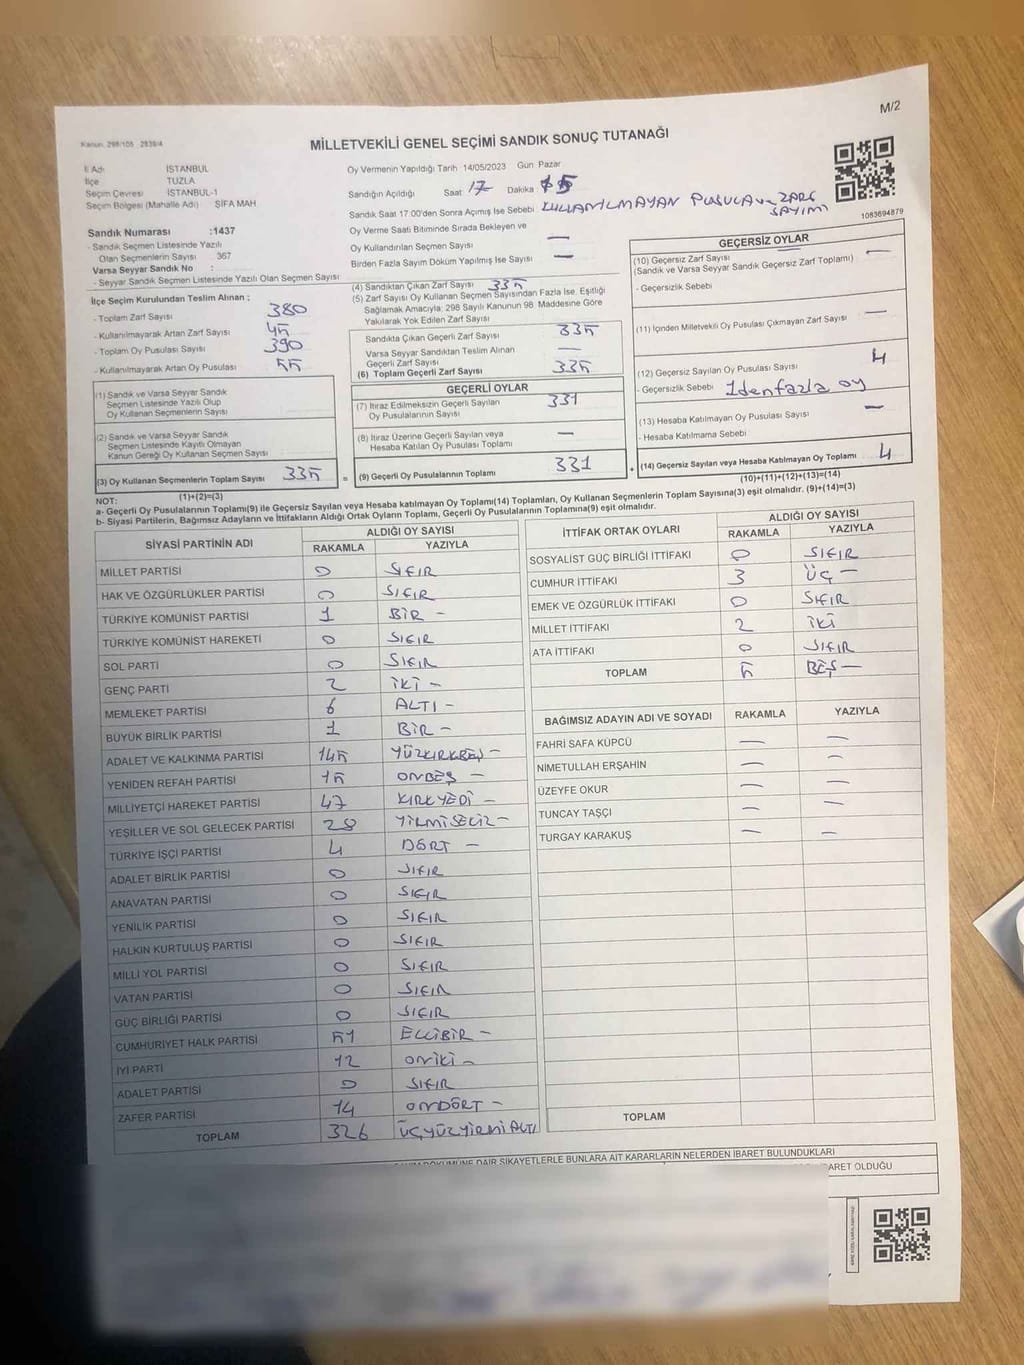 M/2
Kanun. 298/105 2839/4
MİLLETVEKİLİ GENEL SEÇİMİ SANDIK SONUÇ TUTANAĞI
İl Adı İSTANBUL
İlçe TUZLA
Seçim Çevresi İSTANBUL-1
Seçim Bölgesi (Mahalle Adı) ŞİFA MAH
Oy Vermenin Yapıldığı Tarih 14/05/2023 Gün Pazar
Sandığın Açıldığı Saat 17 Dakika
Sandık Saat 17.00'den Sonra Açımış İse Sebebi KULLANILMAYAN PUSULA ve ZARF SAYIMI
1083694879
Sandık Numarası :1437
- Sandık Seçmen Listesinde Yazılı
Olan Seçmenlerin Sayısı 367
Varsa Seyyar Sandık No :
- Seyyar Sandık Seçmen Listesinde Yazılı Olan Seçmen Sayısı
Oy Verme Saati Bitiminde Sırada Bekleyen ve
Oy Kullandırılan Seçmen Sayısı —
Birden Fazla Sayım Döküm Yapılmış İse Sayısı —
İlçe Seçim Kurulundan Teslim Alınan ;
- Toplam Zarf Sayısı 380
- Kullanılmayarak Artan Zarf Sayısı 45
- Toplam Oy Pusulası Sayısı 390
- Kullanılmayarak Artan Oy Pusulası 55
(4) Sandıktan Çıkan Zarf Sayısı 335
(5) Zarf Sayısı Oy Kullanan Seçmen Sayısından Fazla İse, Eşitliği
Sağlamak Amacıyla; 298 Sayılı Kanunun 98. Maddesine Göre
Yakılarak Yok Edilen Zarf Sayısı
Sandıkta Çıkan Geçerli Zarf Sayısı 335
Varsa Seyyar Sandıktan Teslim Alınan
Geçerli Zarf Sayısı —
(6) Toplam Geçerli Zarf Sayısı 335
(1) Sandık ve Varsa Seyyar Sandık
Seçmen Listesinde Yazılı Olup
Oy Kullanan Seçmenlerin Sayısı
(2) Sandık ve Varsa Seyyar Sandık
Seçmen Listesinde Kayıtlı Olmayan
Kanun Gereği Oy Kullanan Seçmen Sayısı
(3) Oy Kullanan Seçmenlerin Toplam Sayısı 335
(1)+(2)=(3)
=
GEÇERLİ OYLAR
(7) İtiraz Edilmeksizin Geçerli Sayılan
Oy Pusulalarının Sayısı 331
(8) İtiraz Üzerine Geçerli Sayılan veya
Hesaba Katılan Oy Pusulası Toplamı —
(9) Geçerli Oy Pusulalarının Toplamı 331
+
GEÇERSİZ OYLAR
(10) Geçersiz Zarf Sayısı —
(Sandık ve Varsa Seyyar Sandık Geçersiz Zarf Toplamı)
- Geçersizlik Sebebi
(11) İçinden Milletvekili Oy Pusulası Çıkmayan Zarf Sayısı —
(12) Geçersiz Sayılan Oy Pusulası Sayısı 4
- Geçersizlik Sebebi 1 den fazla oy
(13) Hesaba Katılmayan Oy Pusulası Sayısı —
- Hesaba Katılmama Sebebi
(14) Geçersiz Sayılan veya Hesaba Katılmayan Oy Toplamı 4
(10)+(11)+(12)+(13)=(14)
NOT:
a- Geçerli Oy Pusulalarının Toplamı(9) ile Geçersiz Sayılan veya Hesaba katılmayan Oy Toplamı(14) Toplamları, Oy Kullanan Seçmenlerin Toplam Sayısına(3) eşit olmalıdır. (9)+(14)=(3)
b- Siyasi Partilerin, Bağımsız Adayların ve İttifakların Aldığı Ortak Oyların Toplamı, Geçerli Oy Pusulalarının Toplamına(9) eşit olmalıdır.
SİYASİ PARTİNİN ADI ALDIĞI OY SAYISI
RAKAMLA YAZIYLA
MİLLET PARTİSİ 0 SIFIR
HAK VE ÖZGÜRLÜKLER PARTİSİ 0 SIFIR
TÜRKİYE KOMÜNİST PARTİSİ 1 BİR -
TÜRKİYE KOMÜNİST HAREKETİ 0 SIFIR
SOL PARTİ 0 SIFIR
GENÇ PARTİ 2 İKİ -
MEMLEKET PARTİSİ 6 ALTI -
BÜYÜK BİRLİK PARTİSİ 1 BİR -
ADALET VE KALKINMA PARTİSİ 145 YÜZKIRKBEŞ -
YENİDEN REFAH PARTİSİ 15 ONBEŞ -
MİLLİYETÇİ HAREKET PARTİSİ 47 KIRKYEDİ -
YEŞİLLER VE SOL GELECEK PARTİSİ 28 YİRMİSEKİZ -
TÜRKİYE İŞÇİ PARTİSİ 4 DÖRT -
ADALET BİRLİK PARTİSİ 0 SIFIR
ANAVATAN PARTİSİ 0 SIFIR
YENİLİK PARTİSİ 0 SIFIR
HALKIN KURTULUŞ PARTİSİ 0 SIFIR
MİLLİ YOL PARTİSİ 0 SIFIR
VATAN PARTİSİ 0 SIFIR
GÜÇ BİRLİĞİ PARTİSİ 0 SIFIR
CUMHURİYET HALK PARTİSİ 51 ELLİBİR -
İYİ PARTİ 12 ONİKİ -
ADALET PARTİSİ 0 SIFIR
ZAFER PARTİSİ 14 ONDÖRT -
TOPLAM 326 ÜÇYÜZYİRMİALTI
İTTİFAK ORTAK OYLARI ALDIĞI OY SAYISI
RAKAMLA YAZIYLA
SOSYALİST GÜÇ BİRLİĞİ İTTİFAKI 0 SIFIR
CUMHUR İTTİFAKI 3 ÜÇ -
EMEK VE ÖZGÜRLÜK İTTİFAKI 0 SIFIR
MİLLET İTTİFAKI 2 İKİ
ATA İTTİFAKI 0 SIFIR
TOPLAM 5 BEŞ -
BAĞIMSIZ ADAYIN ADI VE SOYADI RAKAMLA YAZIYLA
FAHRİ SAFA KÜPCÜ — —
NİMETULLAH ERŞAHİN — —
ÜZEYFE OKUR — —
TUNCAY TAŞÇI — —
TURGAY KARAKUŞ — —
TOPLAM
DÖKÜMÜNE DAİR ŞİKAYETLERLE BUNLARA AİT KARARLARIN NELERDEN İBARET BULUNDUKLARI
İBARET OLDUĞU